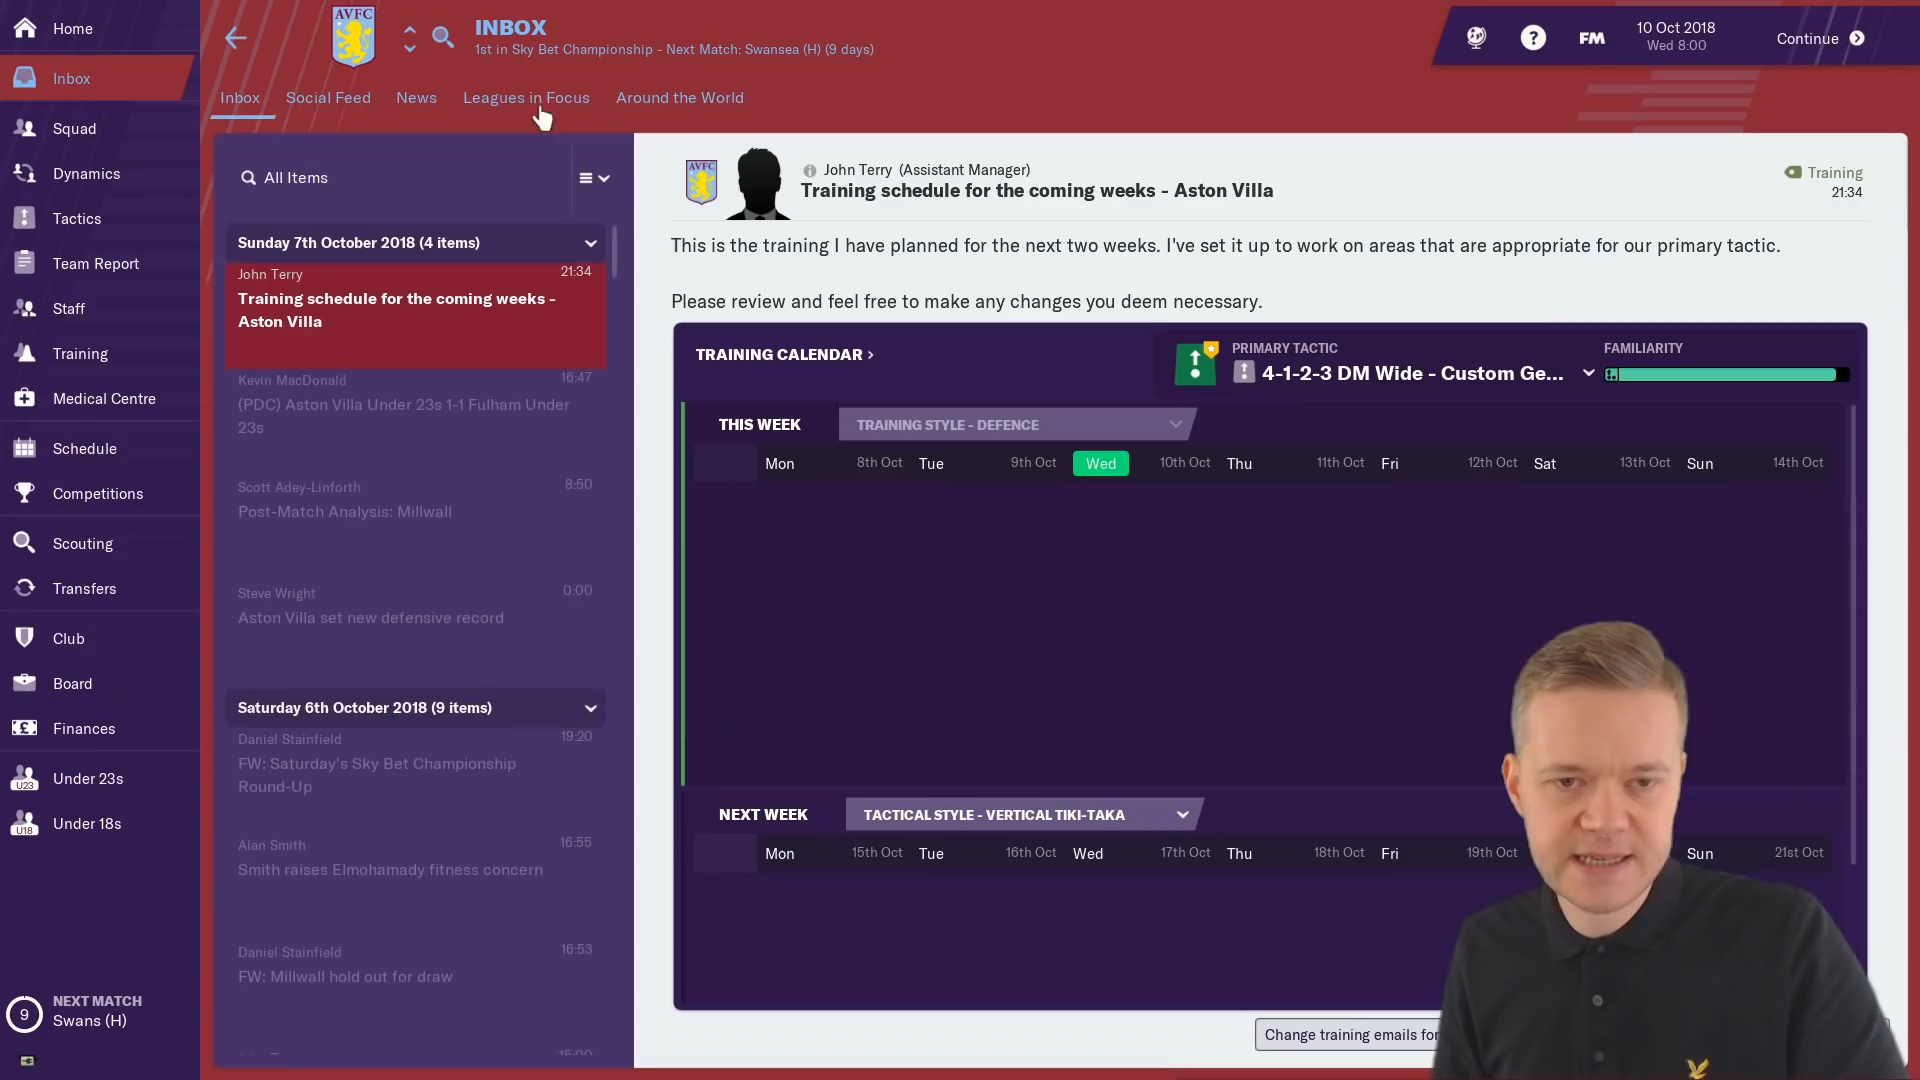 Home
Inbox
Squad
Dynamics
Tactics
Team Report
Staff
Training
Medical Centre
Schedule
Competitions
Scouting
Transfers
Club
Board
Finances
U23
Under 23s
U18
Under 18s
9
NEXT MATCH
Swans (H)
AVFC
INBOX
1st in Sky Bet Championship - Next Match: Swansea (H) (9 days)
?
FM
10 Oct 2018
Wed 8:00
Continue
Inbox
Social Feed
News
Leagues in Focus
Around the World
All Items
Sunday 7th October 2018 (4 items)
John Terry
21:34
Training schedule for the coming weeks -
Aston Villa
Kevin MacDonald
16:47
(PDC) Aston Villa Under 23s 1-1 Fulham Under
23s
Scott Adey-Linforth
8:50
Post-Match Analysis: Millwall
Steve Wright
0:00
Aston Villa set new defensive record
Saturday 6th October 2018 (9 items)
Daniel Stainfield
19:20
FW: Saturday's Sky Bet Championship
Round-Up
Alan Smith
16:55
Smith raises Elmohamady fitness concern
Daniel Stainfield
16:53
FW: Millwall hold out for draw
AVFC
John Terry (Assistant Manager)
Training schedule for the coming weeks - Aston Villa
Training
21:34
This is the training I have planned for the next two weeks. I've set it up to work on areas that are appropriate for our primary tactic.
Please review and feel free to make any changes you deem necessary.
TRAINING CALENDAR >
PRIMARY TACTIC
4-1-2-3 DM Wide - Custom Ge...
FAMILIARITY
THIS WEEK
TRAINING STYLE - DEFENCE
Mon 8th Oct Tue 9th Oct Wed 10th Oct Thu 11th Oct Fri 12th Oct Sat 13th Oct Sun 14th Oct
NEXT WEEK
TACTICAL STYLE - VERTICAL TIKI-TAKA
Mon 15th Oct Tue 16th Oct Wed 17th Oct Thu 18th Oct Fri 19th Oct Sun 21st Oct
Change training emails for